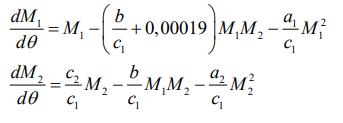 dM₁/dθ = M₁ − (b/c₁ + 0,00019) M₁M₂ − a₁/c₁ M₁²
dM₂/dθ = c₂/c₁ M₂ − b/c₁ M₁M₂ − a₂/c₁ M₂²